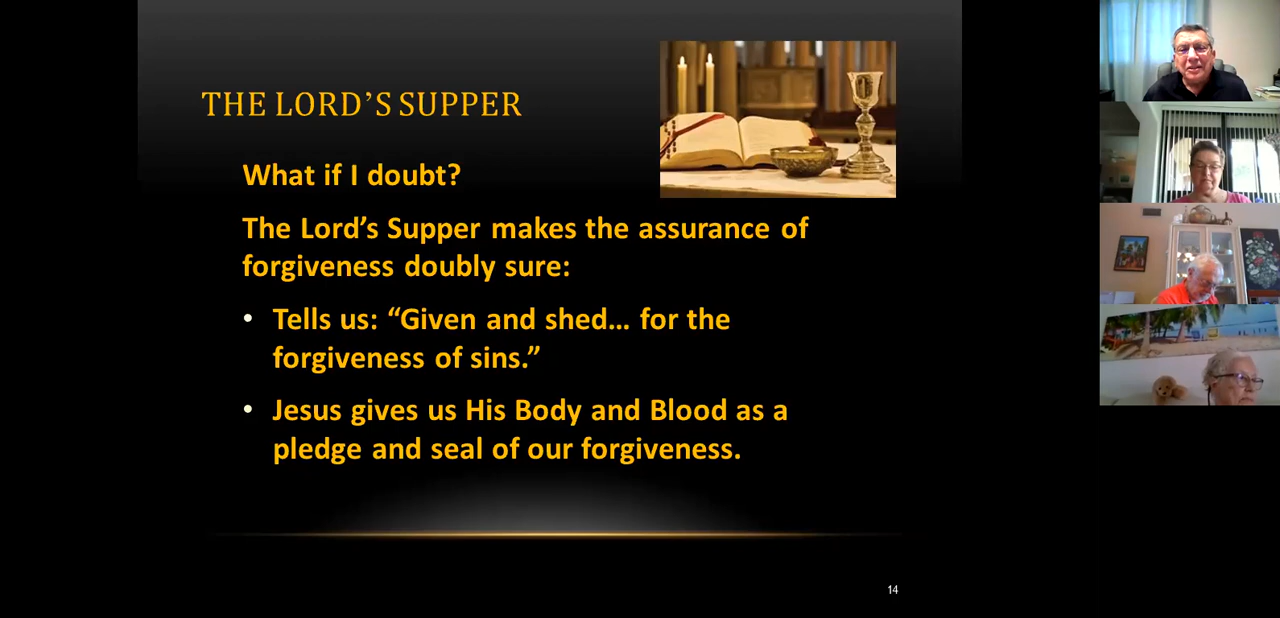 THE LORD’S SUPPER
What if I doubt?
The Lord’s Supper makes the assurance of
forgiveness doubly sure:
• Tells us: “Given and shed... for the
forgiveness of sins.”
• Jesus gives us His Body and Blood as a
pledge and seal of our forgiveness.
14